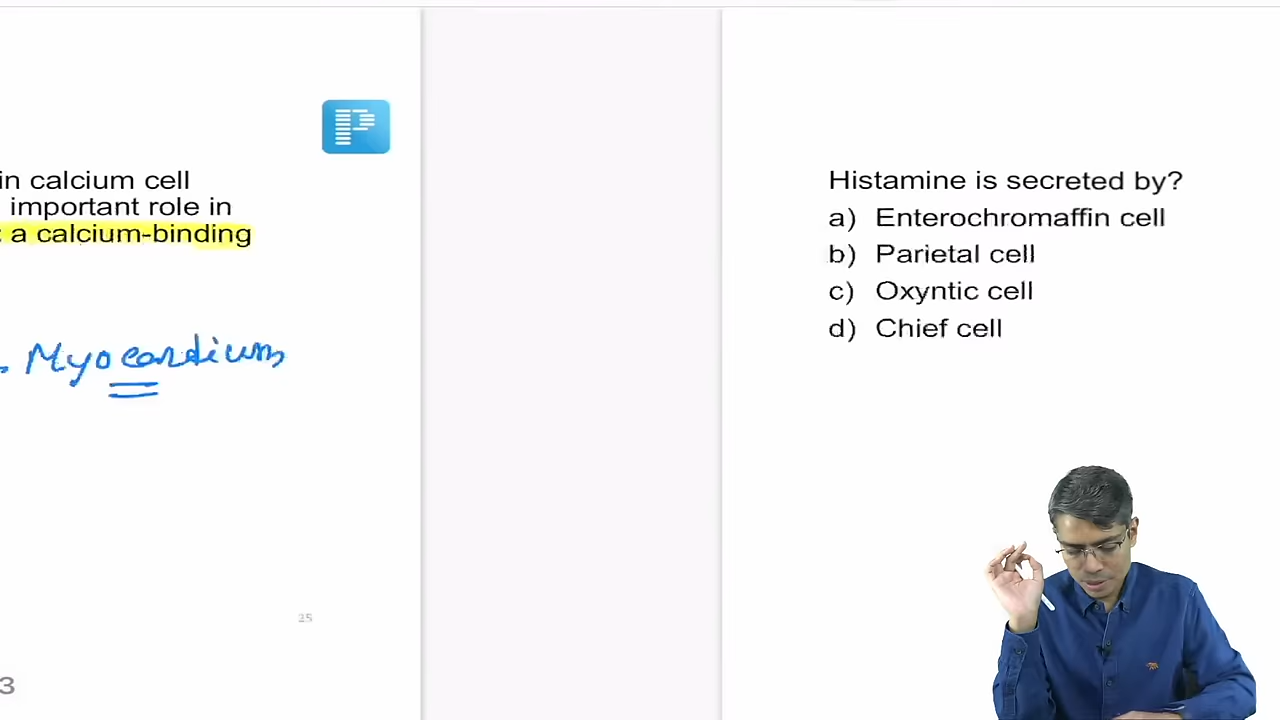 in calcium cell
important role in
: a calcium-binding
Myocardium
25
3
Histamine is secreted by?
a) Enterochromaffin cell
b) Parietal cell
c) Oxyntic cell
d) Chief cell